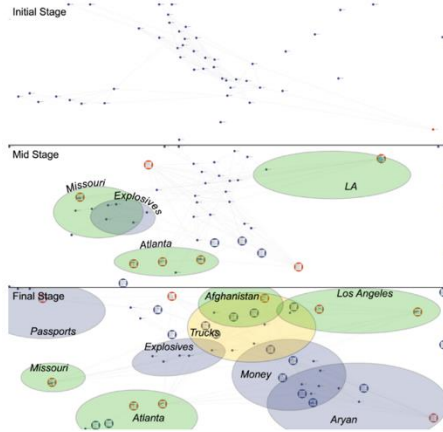 Initial Stage
Mid Stage
Missouri
Explosives
LA
Atlanta
Final Stage
Afghanistan
Los Angeles
Passports
Trucks
Explosives
Missouri
Money
Atlanta
Aryan